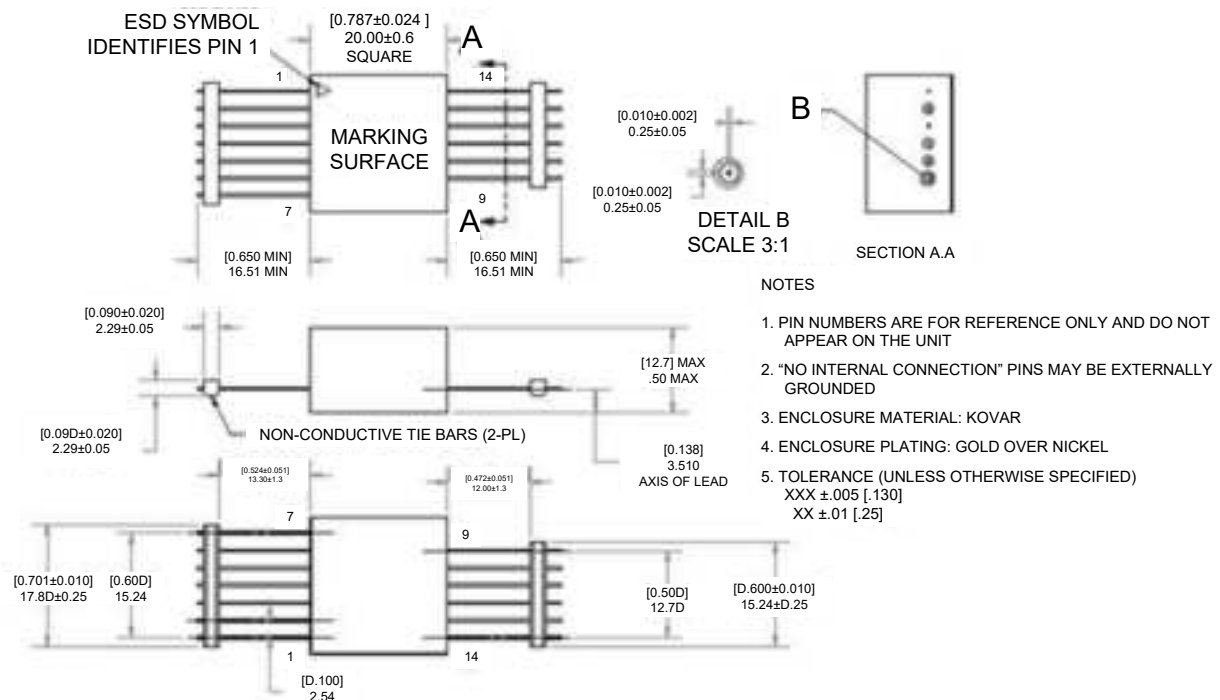 ESD SYMBOL
IDENTIFIES PIN 1
[0.787±0.024 ]
20.00±0.6
SQUARE
A
1
14
MARKING
SURFACE
7
9
A
[0.650 MIN]
16.51 MIN
[0.650 MIN]
16.51 MIN
[0.010±0.002]
0.25±0.05
[0.010±0.002]
0.25±0.05
DETAIL B
SCALE 3:1
B
SECTION A.A
[0.090±0.020]
2.29±0.05
[0.09D±0.020]
2.29±0.05
NON-CONDUCTIVE TIE BARS (2-PL)
[12.7] MAX
.50 MAX
[0.138]
3.510
AXIS OF LEAD
NOTES
1. PIN NUMBERS ARE FOR REFERENCE ONLY AND DO NOT
APPEAR ON THE UNIT
2. “NO INTERNAL CONNECTION” PINS MAY BE EXTERNALLY
GROUNDED
3. ENCLOSURE MATERIAL: KOVAR
4. ENCLOSURE PLATING: GOLD OVER NICKEL
5. TOLERANCE (UNLESS OTHERWISE SPECIFIED)
XXX ±.005 [.130]
XX ±.01 [.25]
[0.524±0.051]
13.30±1.3
[0.472±0.051]
12.00±1.3
7
9
[0.701±0.010]
17.8D±0.25
[0.60D]
15.24
[0.50D]
12.7D
[D.600±0.010]
15.24±D.25
1
14
[D.100]
2.54